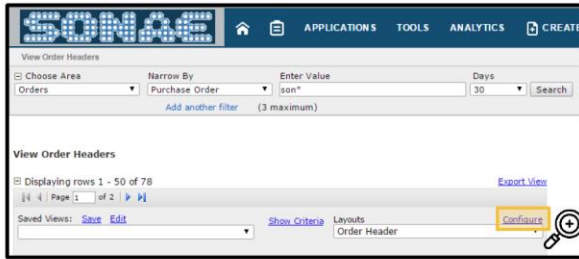 SONAE APPLICATIONS TOOLS ANALYTICS CREATE
View Order Headers
Choose Area Narrow By Enter Value Days
Orders Purchase Order son* 30 Search
Add another filter (3 maximum)
View Order Headers
Displaying rows 1 - 50 of 78 Export View
Page 1 of 2
Saved Views: Save Edit Show Criteria Layouts Configure
Order Header